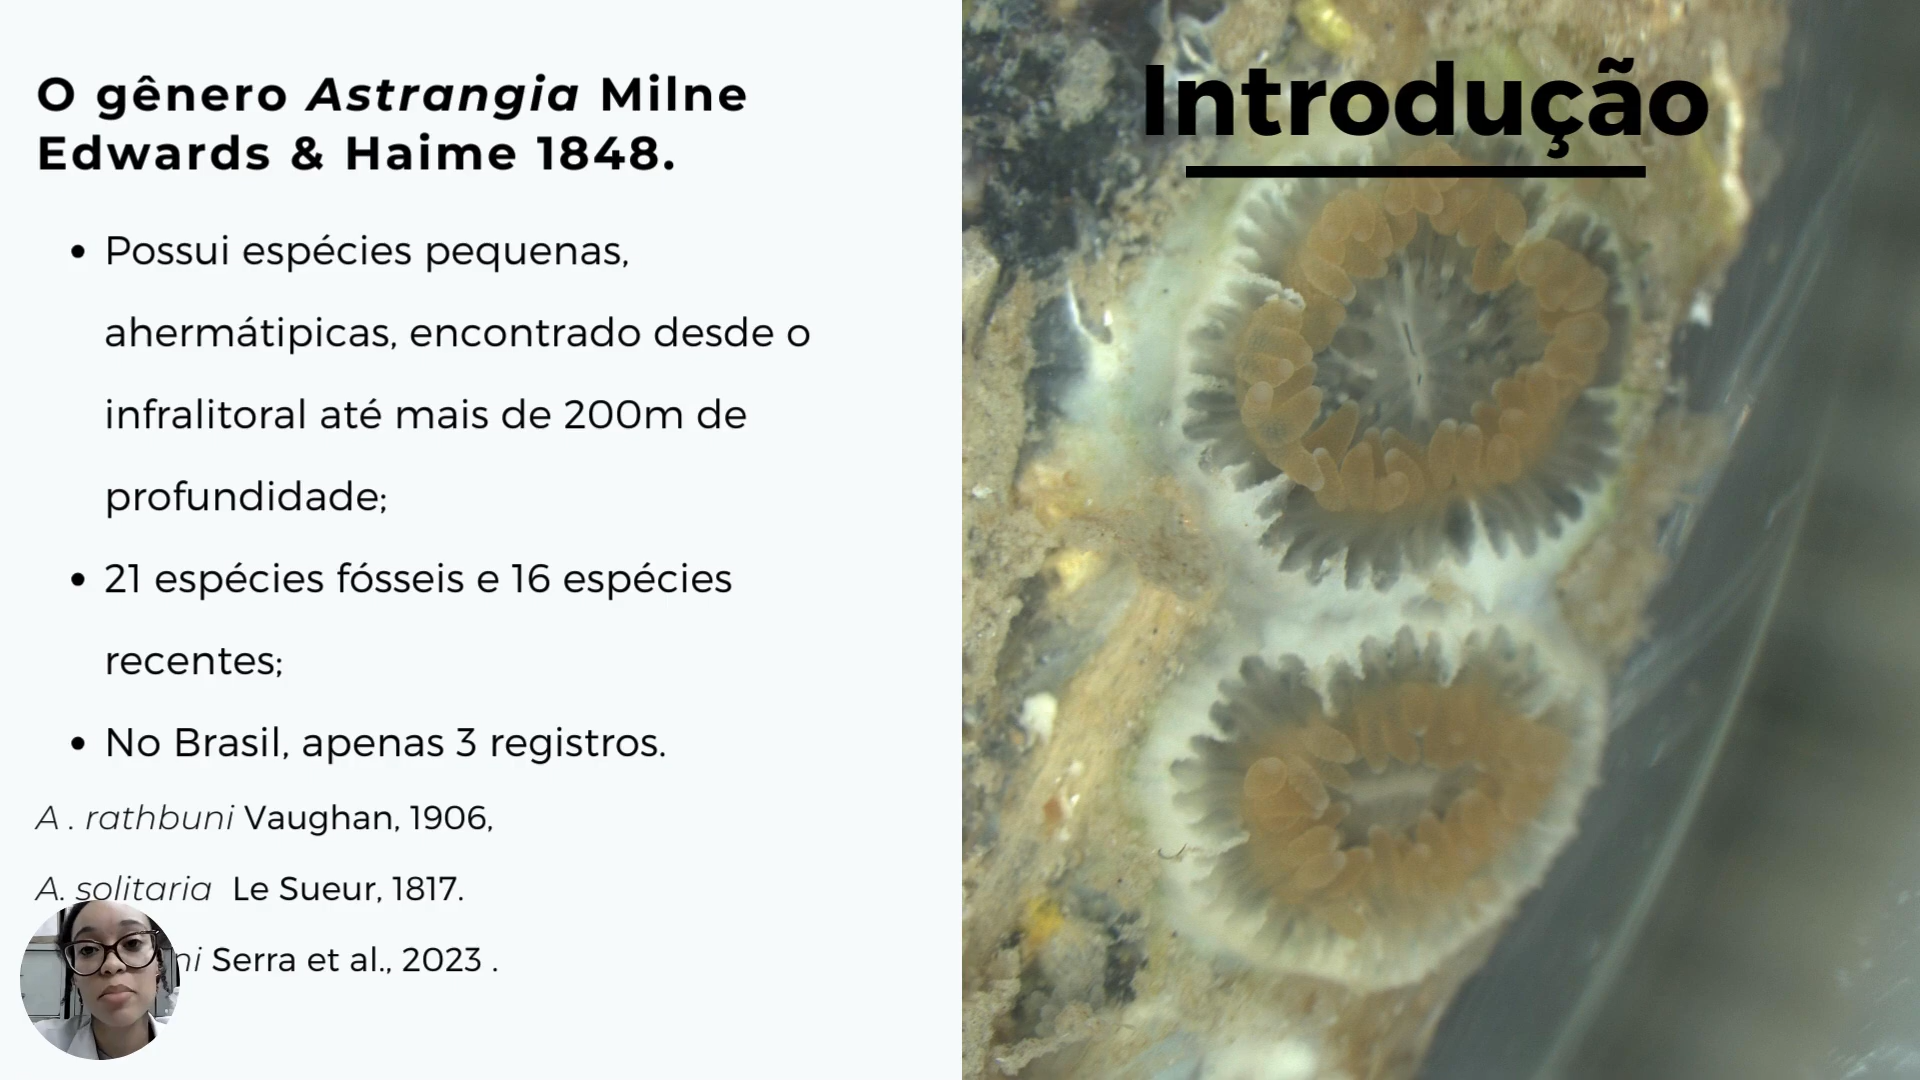 O gênero Astrangia Milne
Edwards & Haime 1848.
• Possui espécies pequenas,
ahermátipicas, encontrado desde o
infralitoral até mais de 200m de
profundidade;
• 21 espécies fósseis e 16 espécies
recentes;
• No Brasil, apenas 3 registros.
A . rathbuni Vaughan, 1906,
A. solitaria Le Sueur, 1817.
Serra et al., 2023 .
Introdução